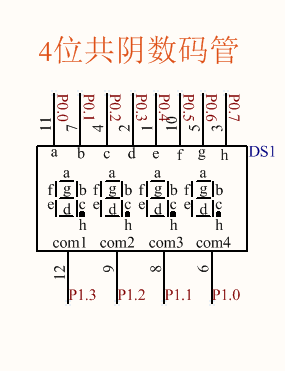 4位共阴数码管
P0.0 P0.1 P0.2 P0.3 P0.4 P0.5 P0.6 P0.7
11 7 4 2 1 10 5 3
a b c d e f g h DS1
a a a a
f g b f g b f g b f g b
e d c e d c e d c e d c
h h h h
com1 com2 com3 com4
12 9 8 6
P1.3 P1.2 P1.1 P1.0